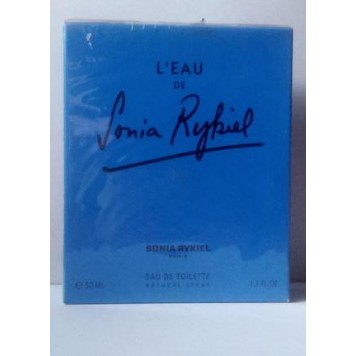 L'EAU
DE
Sonia Rykiel
SONIA RYKIEL
PARIS
EAU DE TOILETTE
NATURAL SPRAY
℮ 50 ML
1.7 FL.OZ